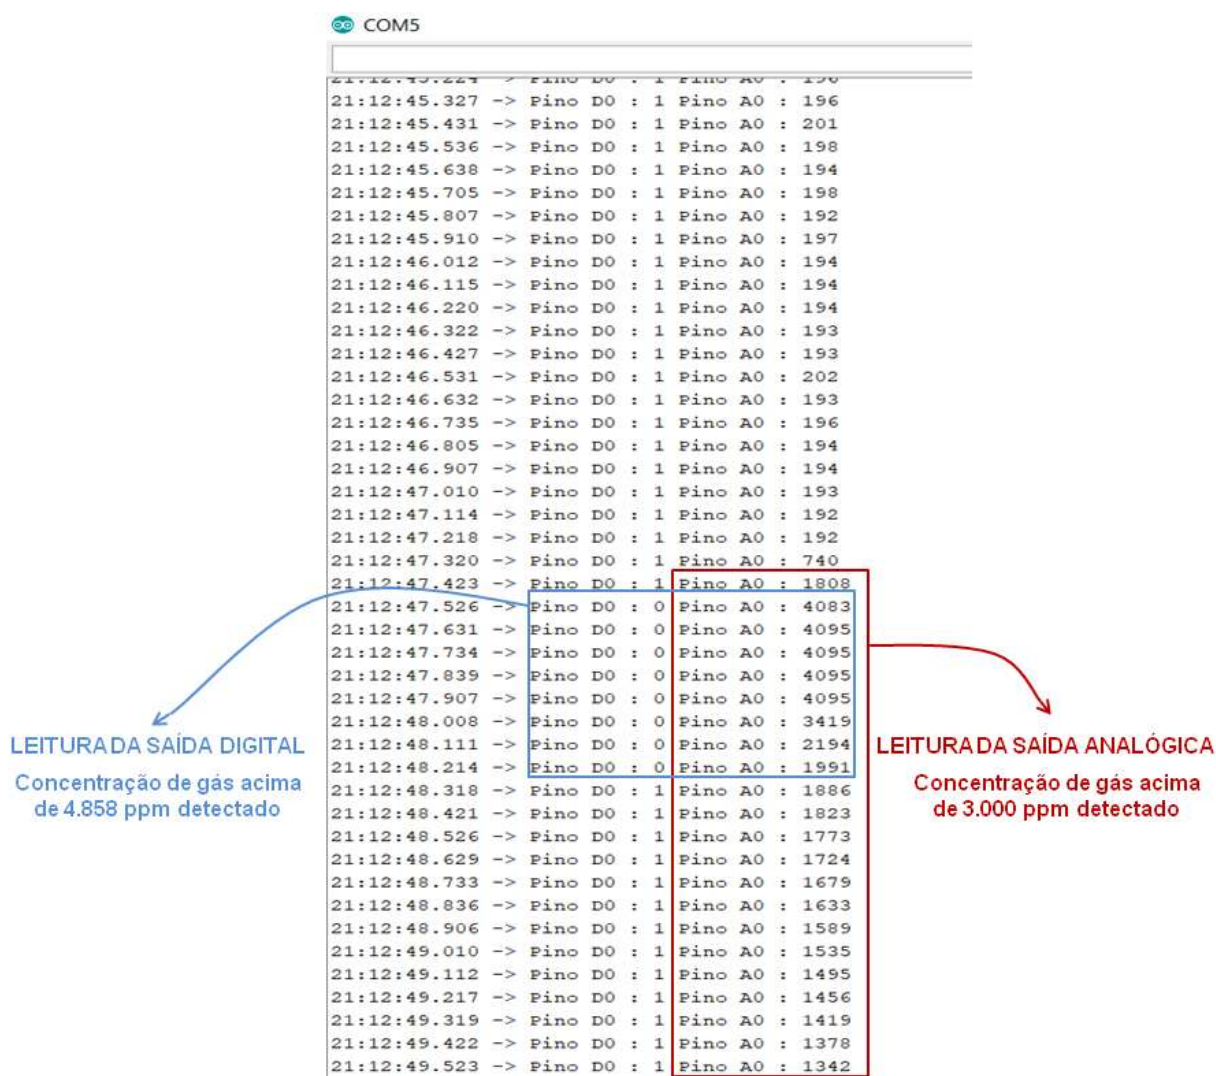 COM5
21:12:45.224 -> Pino D0 : 1 Pino A0 : 196
21:12:45.327 -> Pino D0 : 1 Pino A0 : 196
21:12:45.431 -> Pino D0 : 1 Pino A0 : 201
21:12:45.536 -> Pino D0 : 1 Pino A0 : 198
21:12:45.638 -> Pino D0 : 1 Pino A0 : 194
21:12:45.705 -> Pino D0 : 1 Pino A0 : 198
21:12:45.807 -> Pino D0 : 1 Pino A0 : 192
21:12:45.910 -> Pino D0 : 1 Pino A0 : 197
21:12:46.012 -> Pino D0 : 1 Pino A0 : 194
21:12:46.115 -> Pino D0 : 1 Pino A0 : 194
21:12:46.220 -> Pino D0 : 1 Pino A0 : 194
21:12:46.322 -> Pino D0 : 1 Pino A0 : 193
21:12:46.427 -> Pino D0 : 1 Pino A0 : 193
21:12:46.531 -> Pino D0 : 1 Pino A0 : 202
21:12:46.632 -> Pino D0 : 1 Pino A0 : 193
21:12:46.735 -> Pino D0 : 1 Pino A0 : 196
21:12:46.805 -> Pino D0 : 1 Pino A0 : 194
21:12:46.907 -> Pino D0 : 1 Pino A0 : 194
21:12:47.010 -> Pino D0 : 1 Pino A0 : 193
21:12:47.114 -> Pino D0 : 1 Pino A0 : 192
21:12:47.218 -> Pino D0 : 1 Pino A0 : 192
21:12:47.320 -> Pino D0 : 1 Pino A0 : 740
21:12:47.423 -> Pino D0 : 1 Pino A0 : 1808
21:12:47.526 -> Pino D0 : 0 Pino A0 : 4083
21:12:47.631 -> Pino D0 : 0 Pino A0 : 4095
21:12:47.734 -> Pino D0 : 0 Pino A0 : 4095
21:12:47.839 -> Pino D0 : 0 Pino A0 : 4095
21:12:47.907 -> Pino D0 : 0 Pino A0 : 4095
21:12:48.008 -> Pino D0 : 0 Pino A0 : 3419
21:12:48.111 -> Pino D0 : 0 Pino A0 : 2194
21:12:48.214 -> Pino D0 : 0 Pino A0 : 1991
21:12:48.318 -> Pino D0 : 1 Pino A0 : 1886
21:12:48.421 -> Pino D0 : 1 Pino A0 : 1823
21:12:48.526 -> Pino D0 : 1 Pino A0 : 1773
21:12:48.629 -> Pino D0 : 1 Pino A0 : 1724
21:12:48.733 -> Pino D0 : 1 Pino A0 : 1679
21:12:48.836 -> Pino D0 : 1 Pino A0 : 1633
21:12:48.906 -> Pino D0 : 1 Pino A0 : 1589
21:12:49.010 -> Pino D0 : 1 Pino A0 : 1535
21:12:49.112 -> Pino D0 : 1 Pino A0 : 1495
21:12:49.217 -> Pino D0 : 1 Pino A0 : 1456
21:12:49.319 -> Pino D0 : 1 Pino A0 : 1419
21:12:49.422 -> Pino D0 : 1 Pino A0 : 1378
21:12:49.523 -> Pino D0 : 1 Pino A0 : 1342
LEITURA DA SAÍDA DIGITAL
Concentração de gás acima
de 4.858 ppm detectado
LEITURA DA SAÍDA ANALÓGICA
Concentração de gás acima
de 3.000 ppm detectado